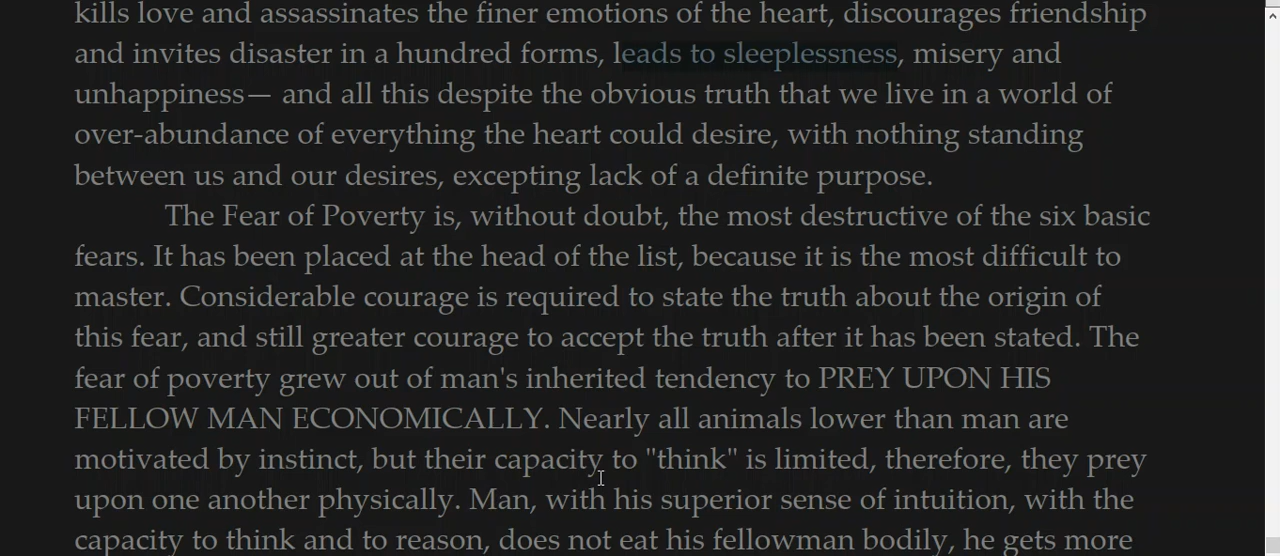 kills love and assassinates the finer emotions of the heart, discourages friendship
and invites disaster in a hundred forms, leads to sleeplessness, misery and
unhappiness— and all this despite the obvious truth that we live in a world of
over-abundance of everything the heart could desire, with nothing standing
between us and our desires, excepting lack of a definite purpose.
The Fear of Poverty is, without doubt, the most destructive of the six basic
fears. It has been placed at the head of the list, because it is the most difficult to
master. Considerable courage is required to state the truth about the origin of
this fear, and still greater courage to accept the truth after it has been stated. The
fear of poverty grew out of man's inherited tendency to PREY UPON HIS
FELLOW MAN ECONOMICALLY. Nearly all animals lower than man are
motivated by instinct, but their capacity to "think" is limited, therefore, they prey
upon one another physically. Man, with his superior sense of intuition, with the
capacity to think and to reason, does not eat his fellowman bodily, he gets more